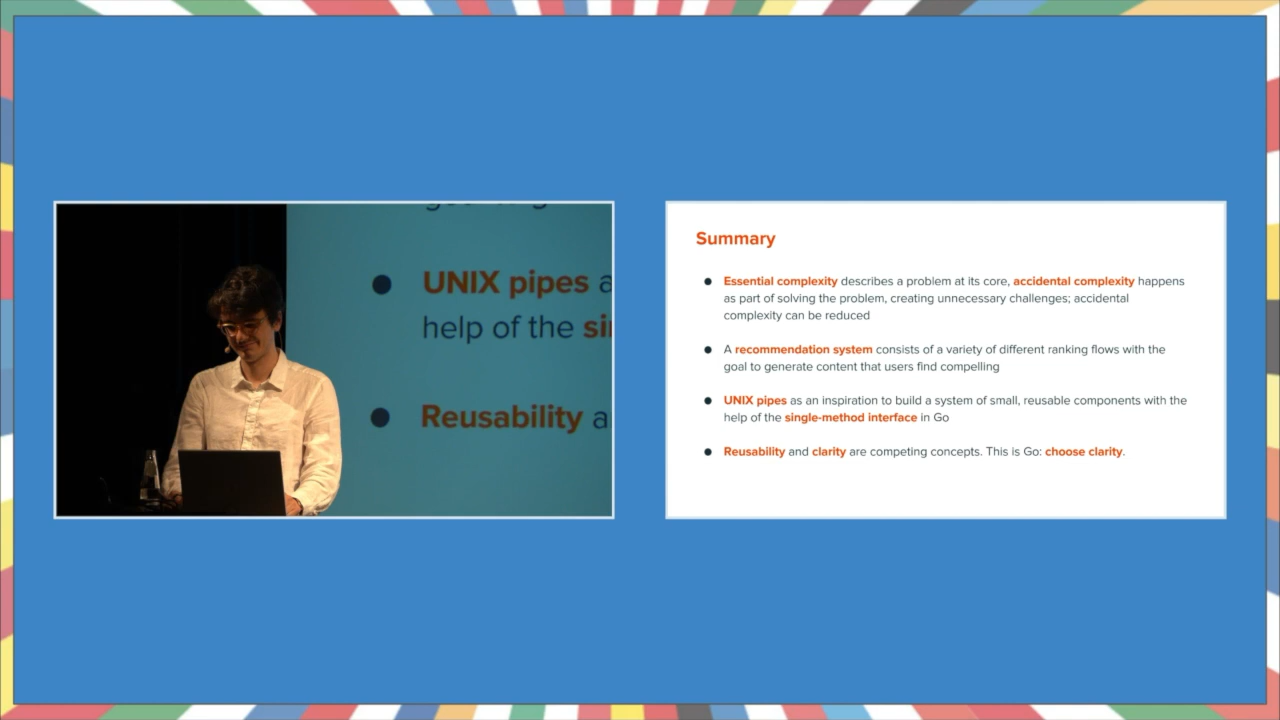 UNIX pipes a
help of the si
Reusability a
Summary
Essential complexity describes a problem at its core, accidental complexity happens
as part of solving the problem, creating unnecessary challenges; accidental
complexity can be reduced
A recommendation system consists of a variety of different ranking flows with the
goal to generate content that users find compelling
UNIX pipes as an inspiration to build a system of small, reusable components with the
help of the single-method interface in Go
Reusability and clarity are competing concepts. This is Go: choose clarity.